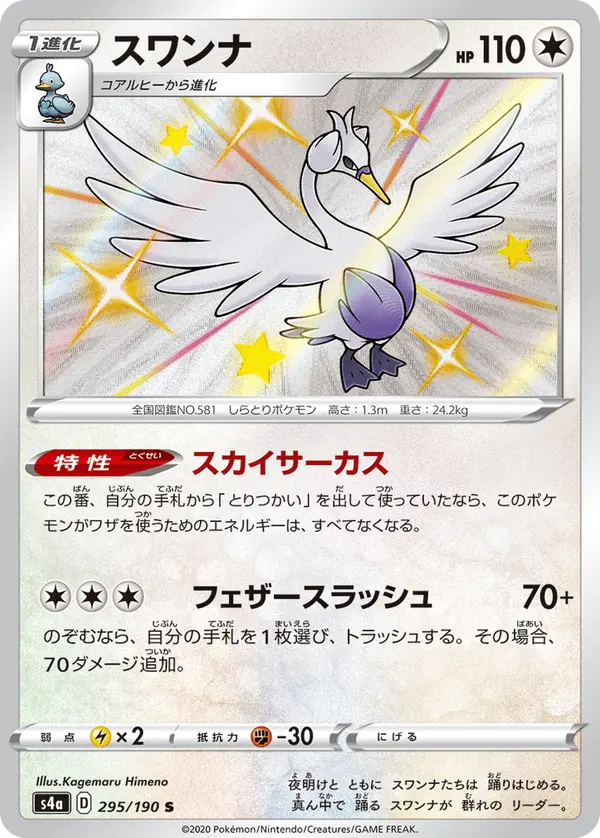 1進化
スワンナ
HP 110
コアルヒーから進化
全国図鑑NO.581 しらとりポケモン 高さ:1.3m 重さ:24.2kg
特性 とくせい スカイサーカス
この番、自分の手札から「とりつかい」を出して使っていたなら、このポケ
モンがワザを使うためのエネルギーは、すべてなくなる。
フェザースラッシュ 70+
のぞむなら、自分の手札を1枚選び、トラッシュする。その場合、
70ダメージ追加。
弱点 ×2 抵抗力 -30 にげる
Illus.Kagemaru Himeno
s4a D 295/190 S
夜明けと ともに スワンナたちは 踊りはじめる。
真ん中で 踊る スワンナが 群れの リーダー。
©2020 Pokémon/Nintendo/Creatures/GAME FREAK.